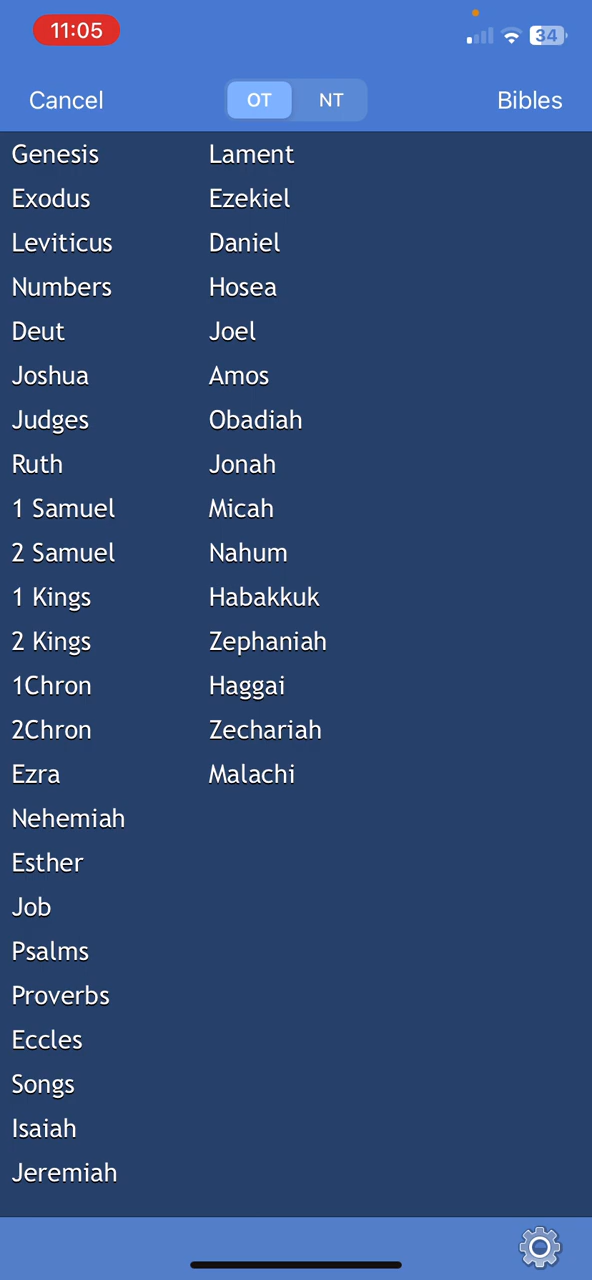 11:05
34
Cancel
OT
NT
Bibles
Genesis
Exodus
Leviticus
Numbers
Deut
Joshua
Judges
Ruth
1 Samuel
2 Samuel
1 Kings
2 Kings
1Chron
2Chron
Ezra
Nehemiah
Esther
Job
Psalms
Proverbs
Eccles
Songs
Isaiah
Jeremiah
Lament
Ezekiel
Daniel
Hosea
Joel
Amos
Obadiah
Jonah
Micah
Nahum
Habakkuk
Zephaniah
Haggai
Zechariah
Malachi